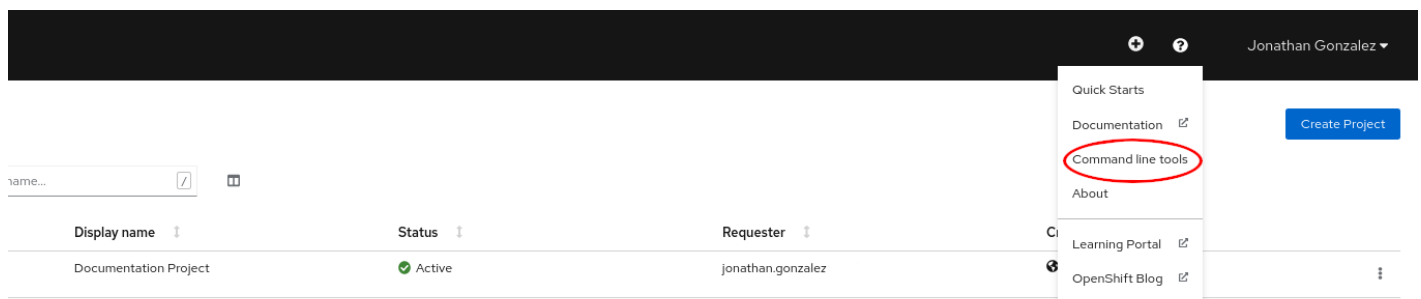 Jonathan Gonzalez
Quick Starts
Documentation
Create Project
Command line tools
name...
/
About
Display name
Status
Requester
Learning Portal
Documentation Project
Active
jonathan.gonzalez
OpenShift Blog